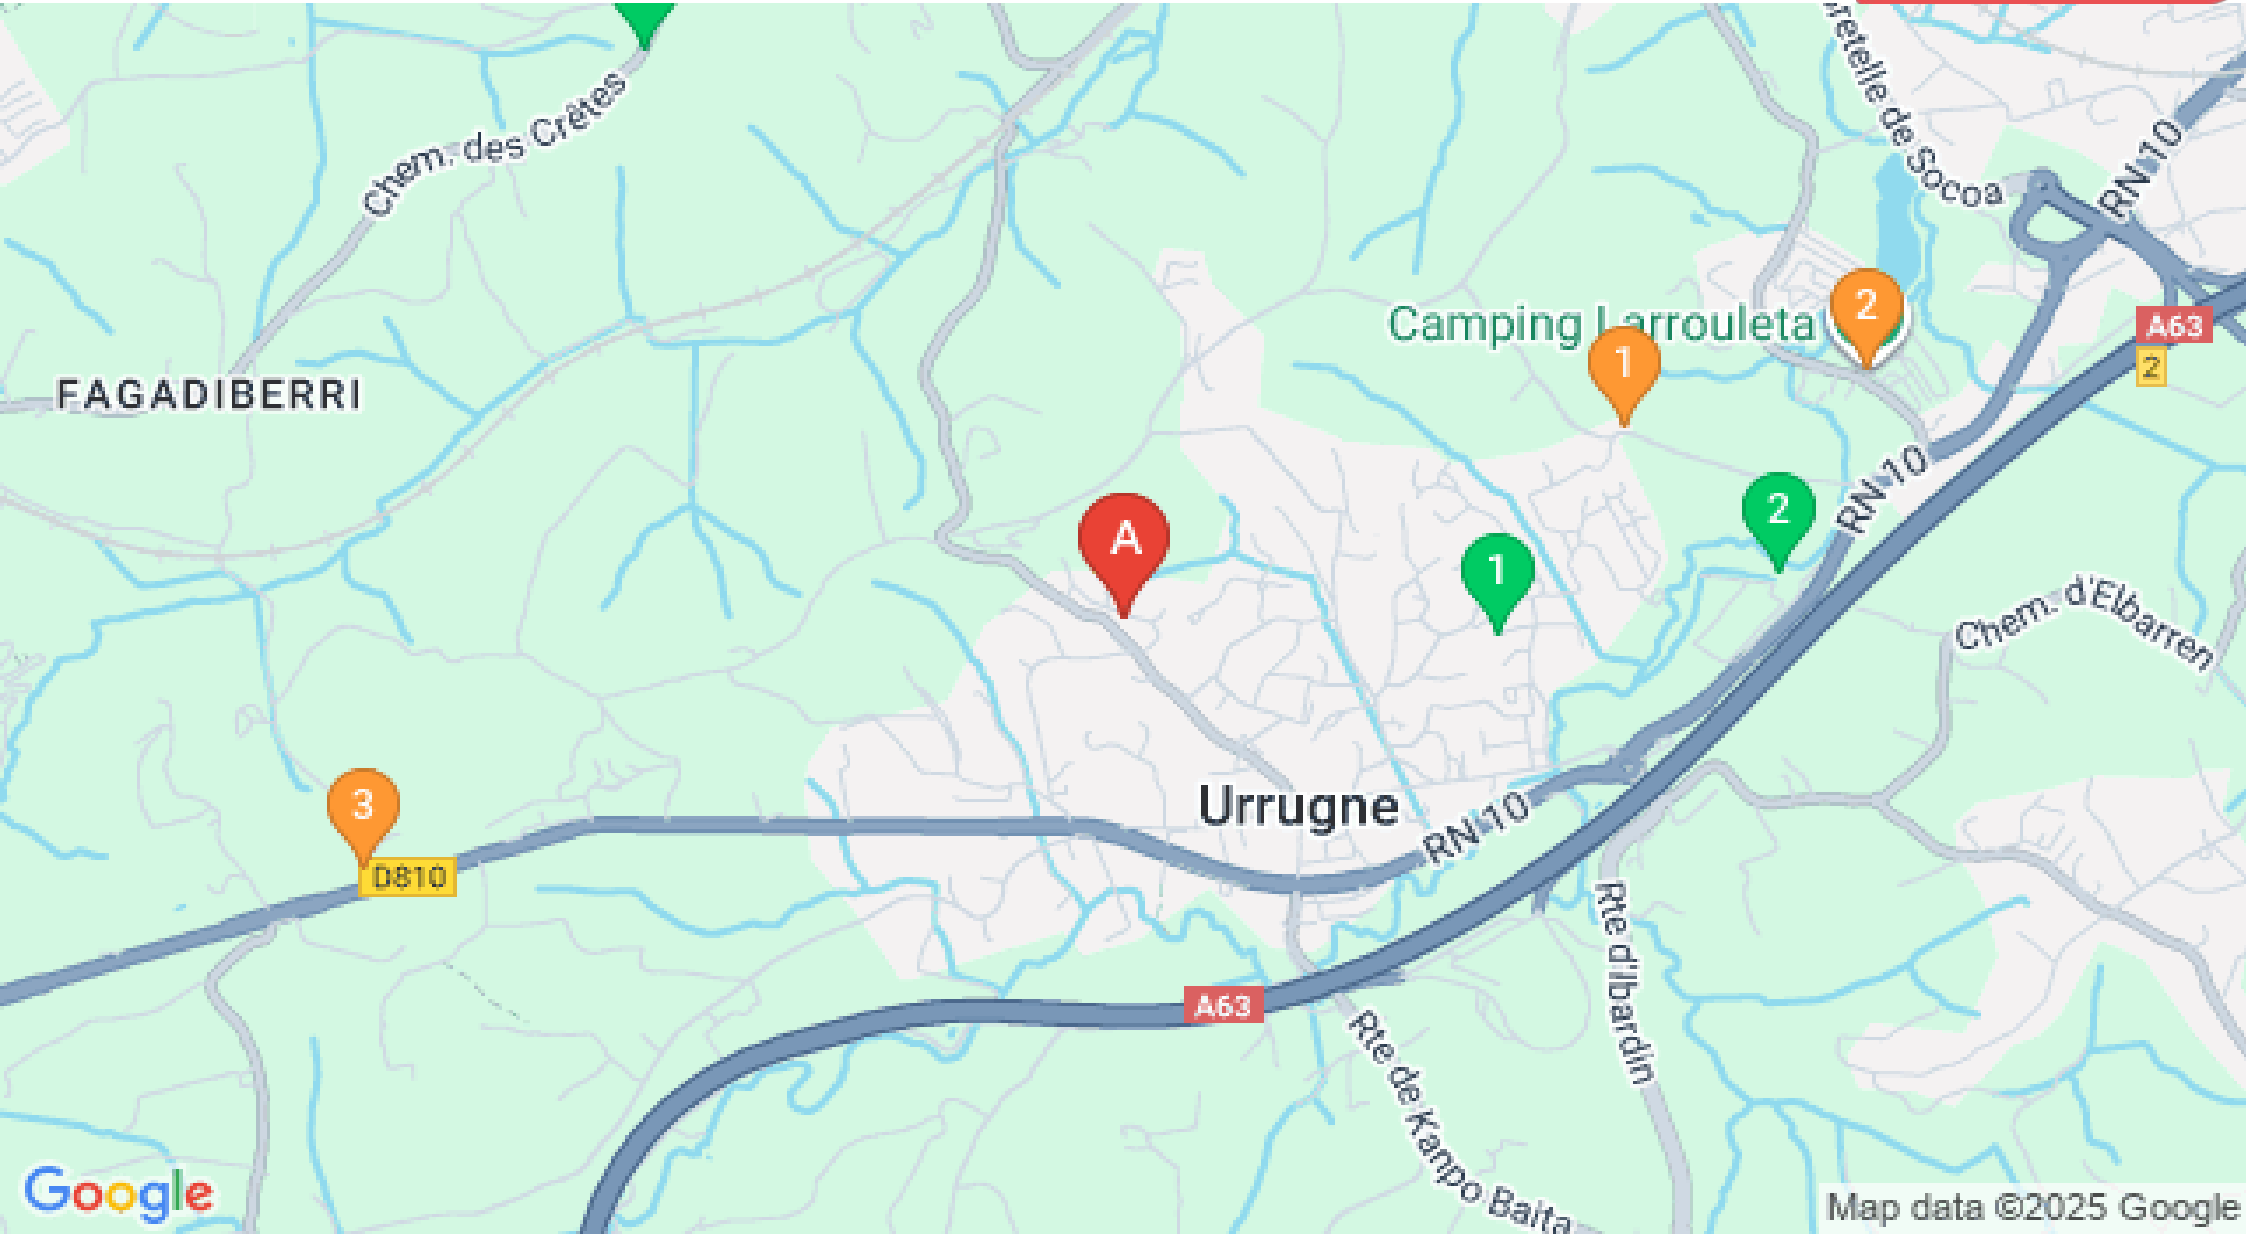 Chem. des Crêtes
retelle de Socoa
RN 10
Camping Larrouleta
2
1
A63
2
FAGADIBERRI
RN 10
A
2
1
Chem. d'Elbarren
3
Urrugne
RN 10
D810
Rte d'Ibardin
A63
Rte de Kanpo Baita
Google
Map data ©2025 Google